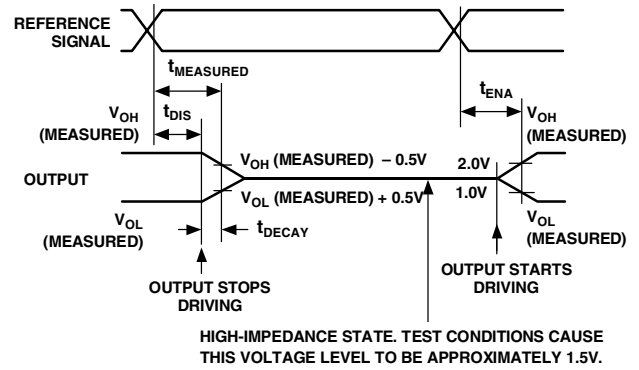 REFERENCE
SIGNAL
tMEASURED
tENA
tDIS
VOH
(MEASURED)
VOH
(MEASURED)
VOH (MEASURED) – 0.5V
2.0V
OUTPUT
VOL (MEASURED) + 0.5V
1.0V
VOL
(MEASURED)
tDECAY
VOL
(MEASURED)
OUTPUT STOPS
DRIVING
OUTPUT STARTS
DRIVING
HIGH-IMPEDANCE STATE. TEST CONDITIONS CAUSE
THIS VOLTAGE LEVEL TO BE APPROXIMATELY 1.5V.